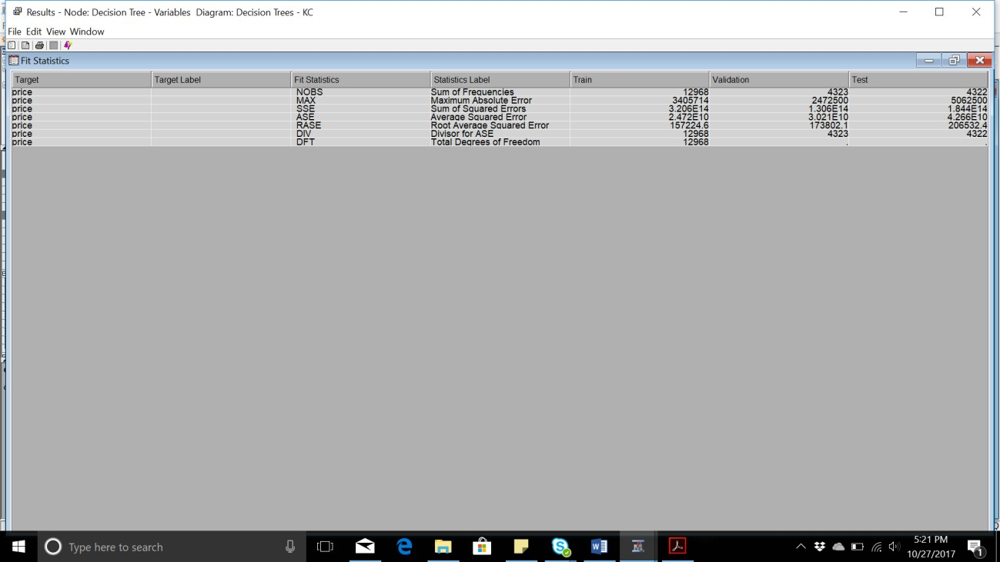 Results - Node: Decision Tree - Variables  Diagram: Decision Trees - KC
File Edit View Window
Fit Statistics
Target Target Label Fit Statistics Statistics Label Train Validation Test
price NOBS Sum of Frequencies 12968 4323 4322
price MAX Maximum Absolute Error 3405714 2472500 5062500
price SSE Sum of Squared Errors 3.206E14 1.306E14 1.844E14
price ASE Average Squared Error 2.472E10 3.021E10 4.266E10
price RASE Root Average Squared Error 157224.6 173802.1 206532.4
price DIV Divisor for ASE 12968 4323 4322
price DFT Total Degrees of Freedom 12968 . .
Type here to search
5:21 PM
10/27/2017
1